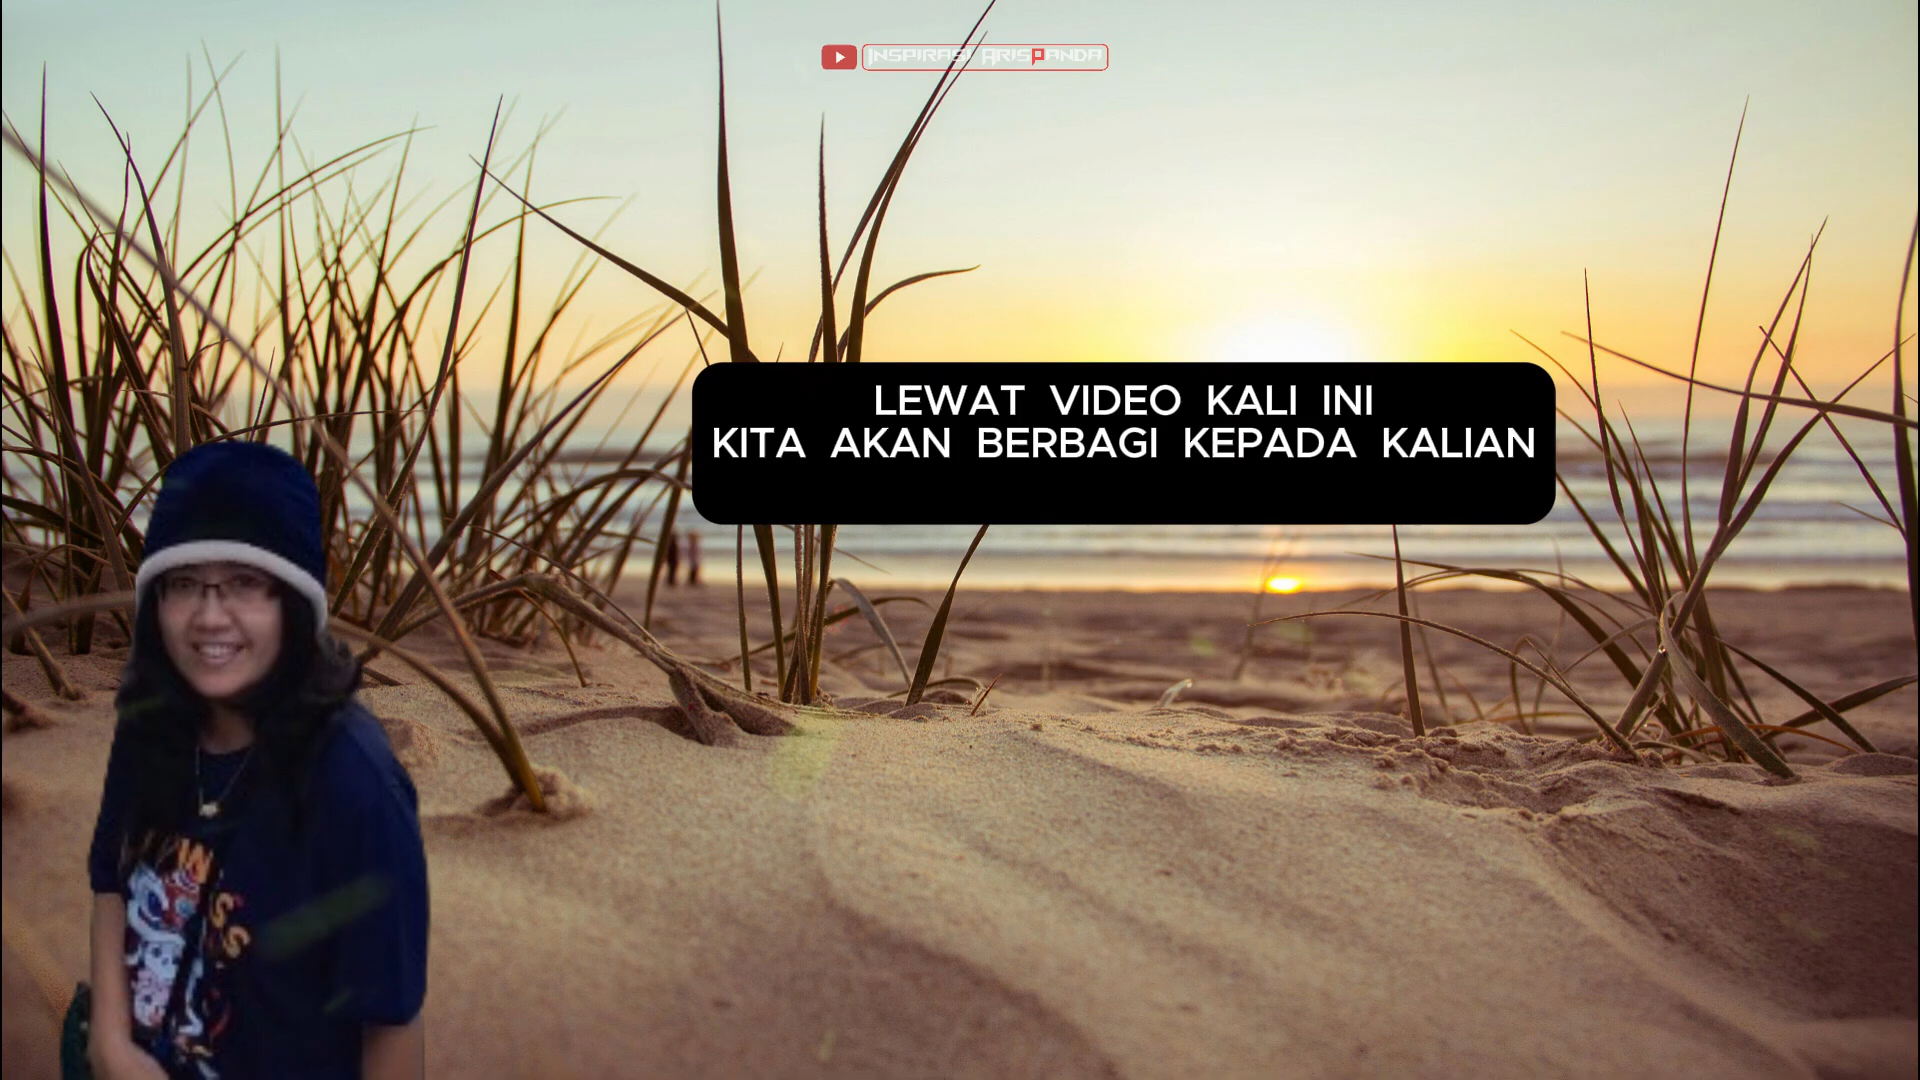 Inspirasi ArisPanda
LEWAT VIDEO KALI INI
KITA AKAN BERBAGI KEPADA KALIAN